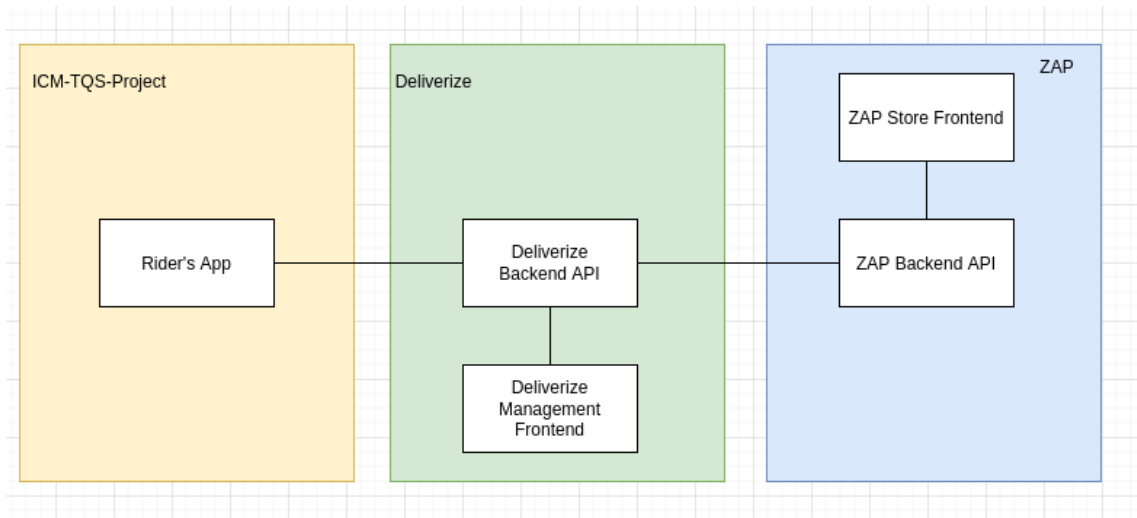 ICM-TQS-Project
Rider's App
Deliverize
Deliverize
Backend API
Deliverize
Management
Frontend
ZAP
ZAP Store Frontend
ZAP Backend API